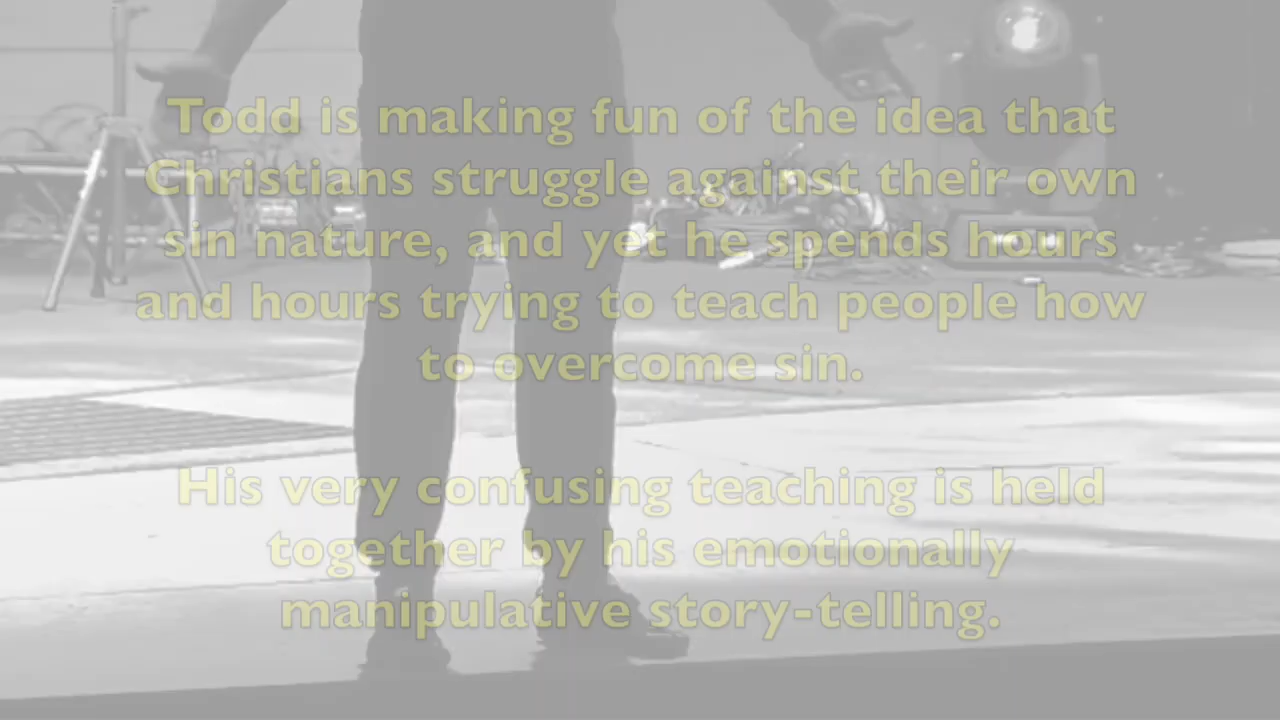 Todd is making fun of the idea that
Christians struggle against their own
sin nature, and yet he spends hours
and hours trying to teach people how
to overcome sin.
His very confusing teaching is held
together by his emotionally
manipulative story-telling.